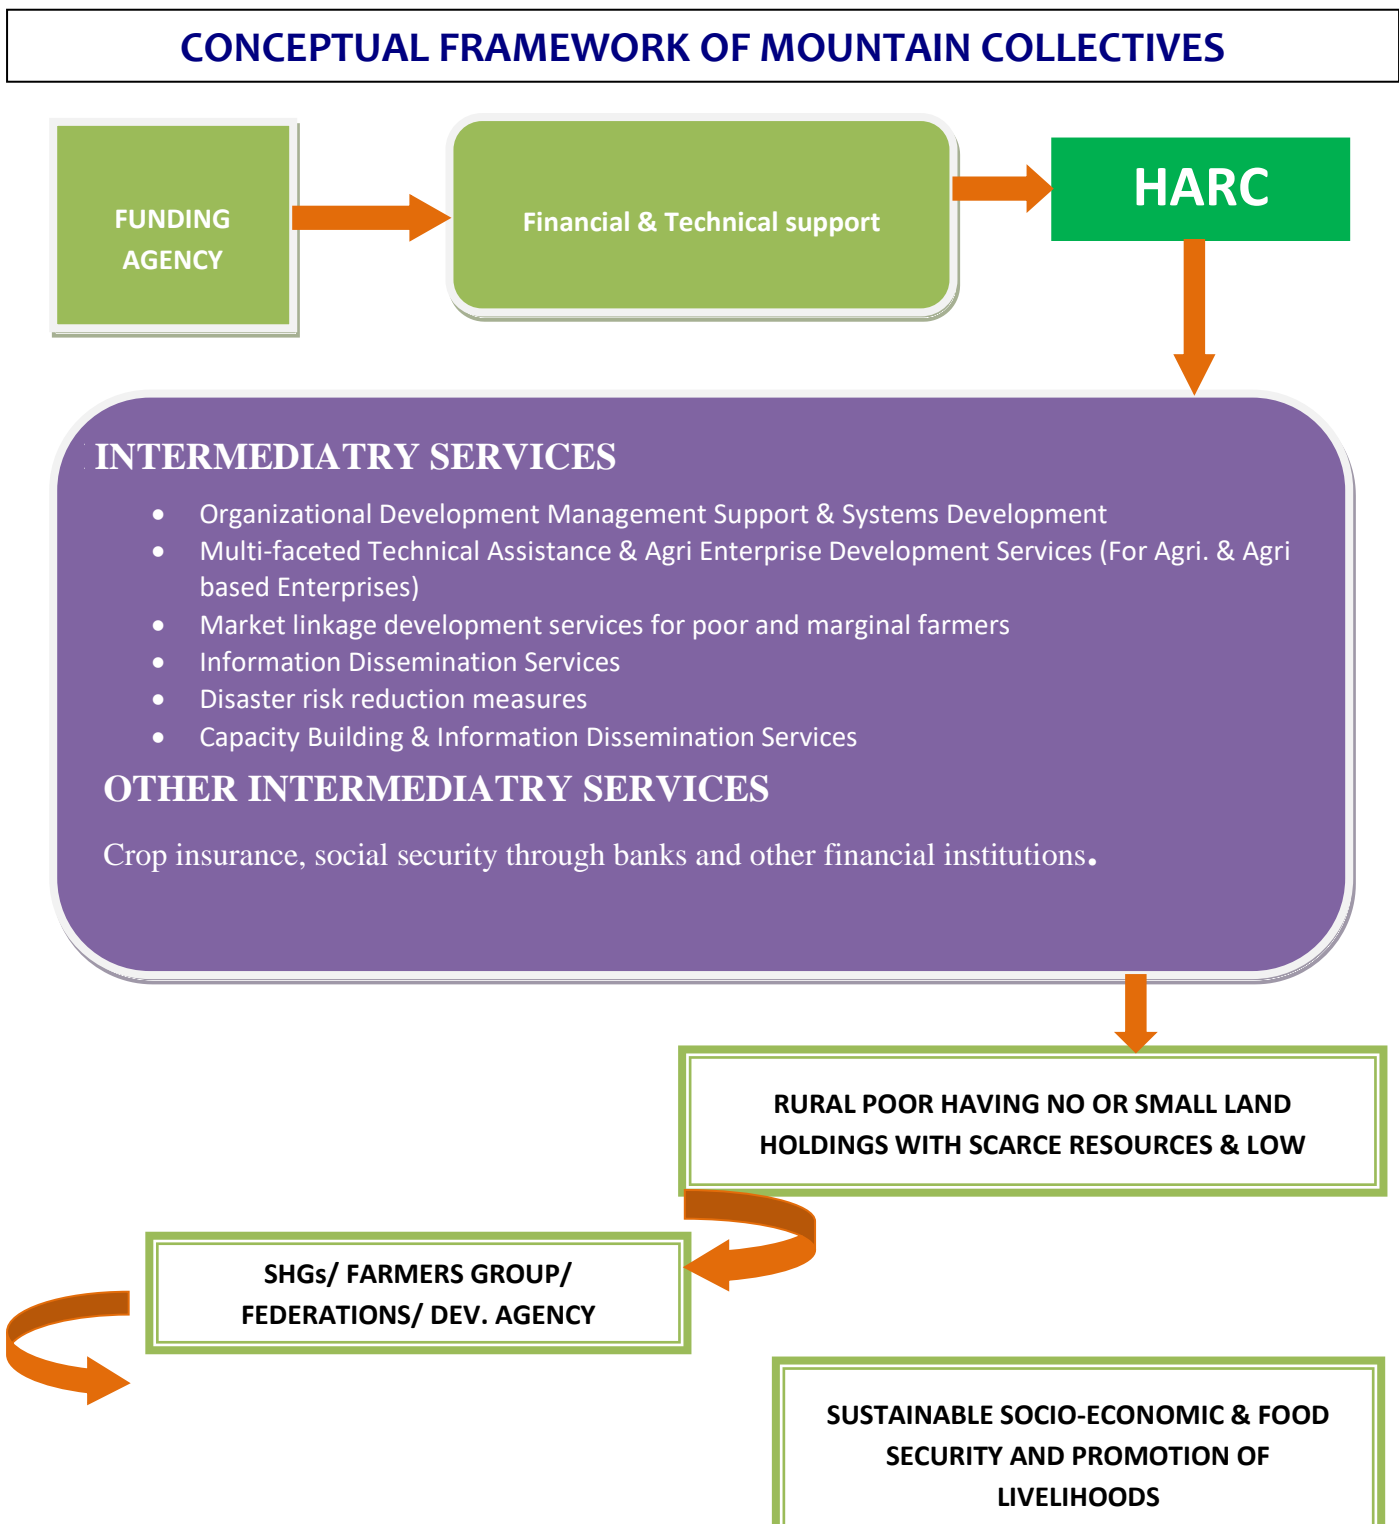 CONCEPTUAL FRAMEWORK OF MOUNTAIN COLLECTIVES
FUNDING
AGENCY
Financial & Technical support
HARC
INTERMEDIATRY SERVICES
• Organizational Development Management Support & Systems Development
• Multi-faceted Technical Assistance & Agri Enterprise Development Services (For Agri. & Agri
based Enterprises)
• Market linkage development services for poor and marginal farmers
• Information Dissemination Services
• Disaster risk reduction measures
• Capacity Building & Information Dissemination Services
OTHER INTERMEDIATRY SERVICES
Crop insurance, social security through banks and other financial institutions.
RURAL POOR HAVING NO OR SMALL LAND
HOLDINGS WITH SCARCE RESOURCES & LOW
SHGs/ FARMERS GROUP/
FEDERATIONS/ DEV. AGENCY
SUSTAINABLE SOCIO-ECONOMIC & FOOD
SECURITY AND PROMOTION OF
LIVELIHOODS